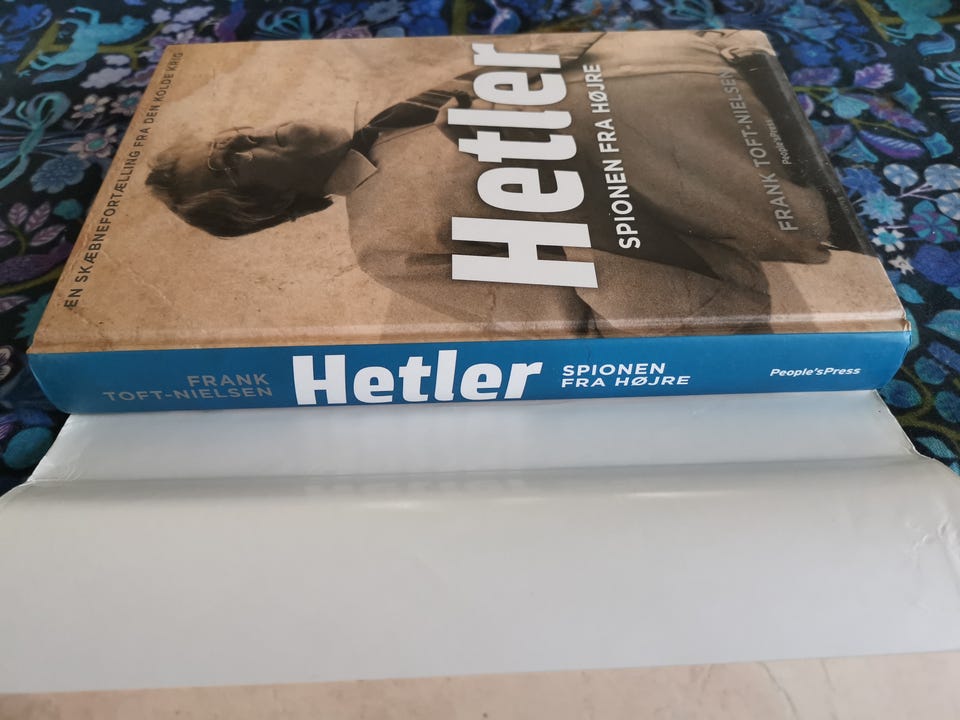 EN SKÆBNEFORTÆLLING FRA DEN KOLDE KRIG
Hetler
SPIONEN FRA HØJRE
FRANK TOFT-NIELSEN
People'sPress
FRANK
TOFT-NIELSEN
Hetler
SPIONEN
FRA HØJRE
People'sPress